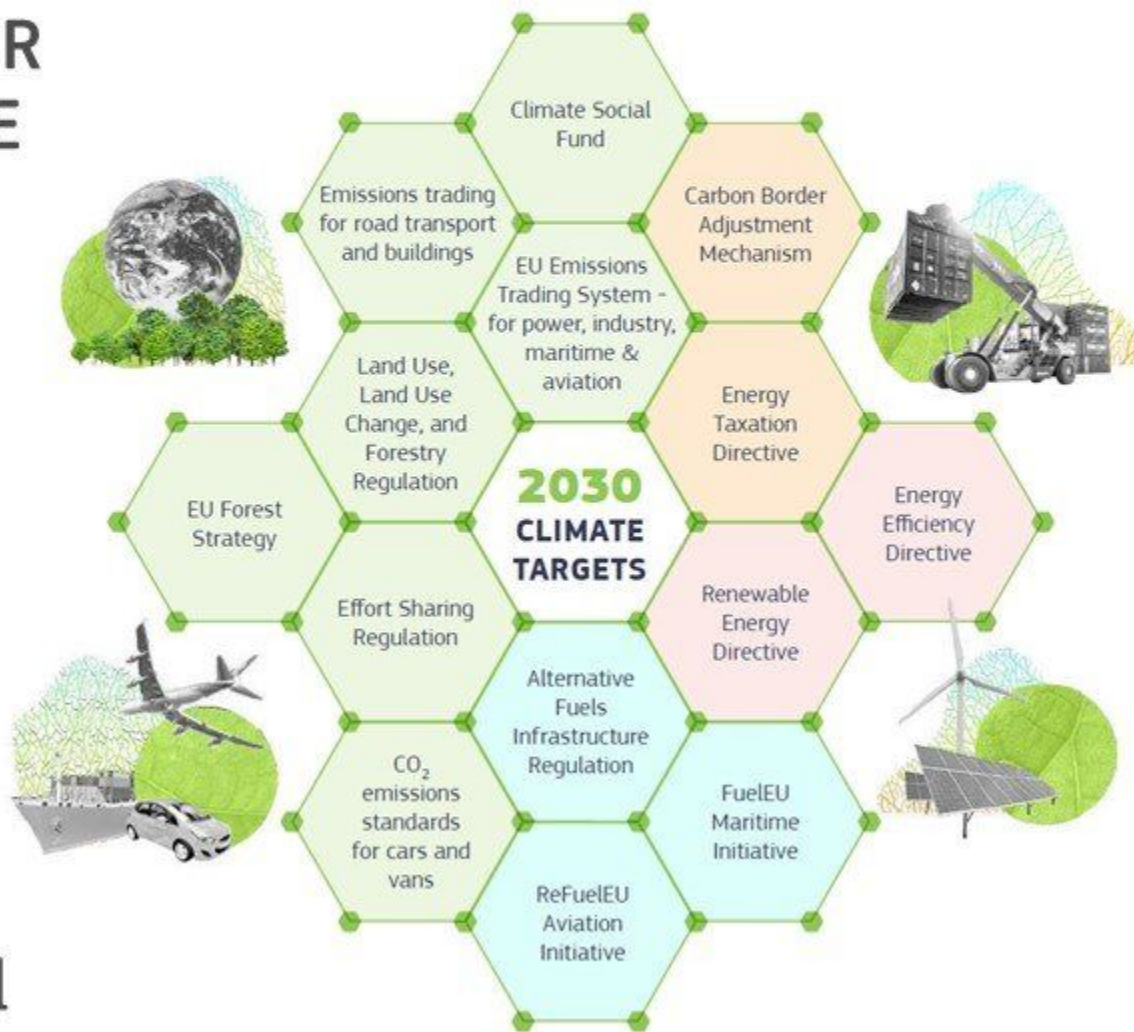 R
E
Climate Social
Fund
Emissions trading
for road transport
and buildings
Carbon Border
Adjustment
Mechanism
EU Emissions
Trading System -
for power, industry,
maritime &
aviation
Land Use,
Land Use
Change, and
Forestry
Regulation
Energy
Taxation
Directive
EU Forest
Strategy
2030
CLIMATE
TARGETS
Energy
Efficiency
Directive
Effort Sharing
Regulation
Renewable
Energy
Directive
Alternative
Fuels
Infrastructure
Regulation
CO₂
emissions
standards
for cars and
vans
FuelEU
Maritime
Initiative
ReFuelEU
Aviation
Initiative